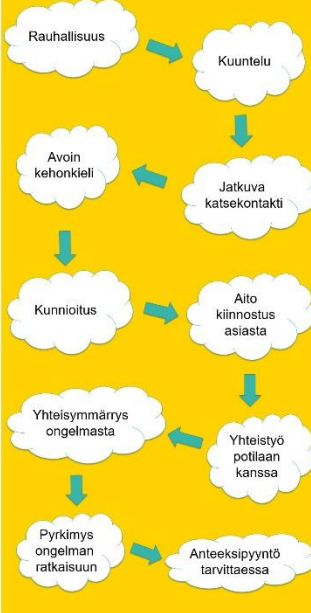 Rauhallisuus
Kuuntelu
Jatkuva
katsekontakti
Avoin
kehonkieli
Kunnioitus
Aito
kiinnostus
asiasta
Yhteistyö
potilaan
kanssa
Yhteisymmärrys
ongelmasta
Pyrkimys
ongelman
ratkaisuun
Anteeksipyyntö
tarvittaessa